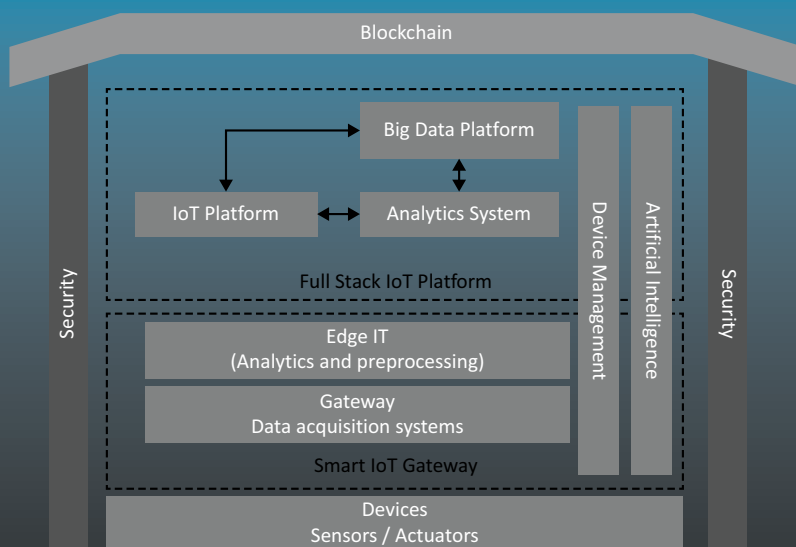 Blockchain
Big Data Platform
IoT Platform
Analytics System
Full Stack IoT Platform
Device Management
Artificial Intelligence
Security
Security
Edge IT
(Analytics and preprocessing)
Gateway
Data acquisition systems
Smart IoT Gateway
Devices
Sensors / Actuators